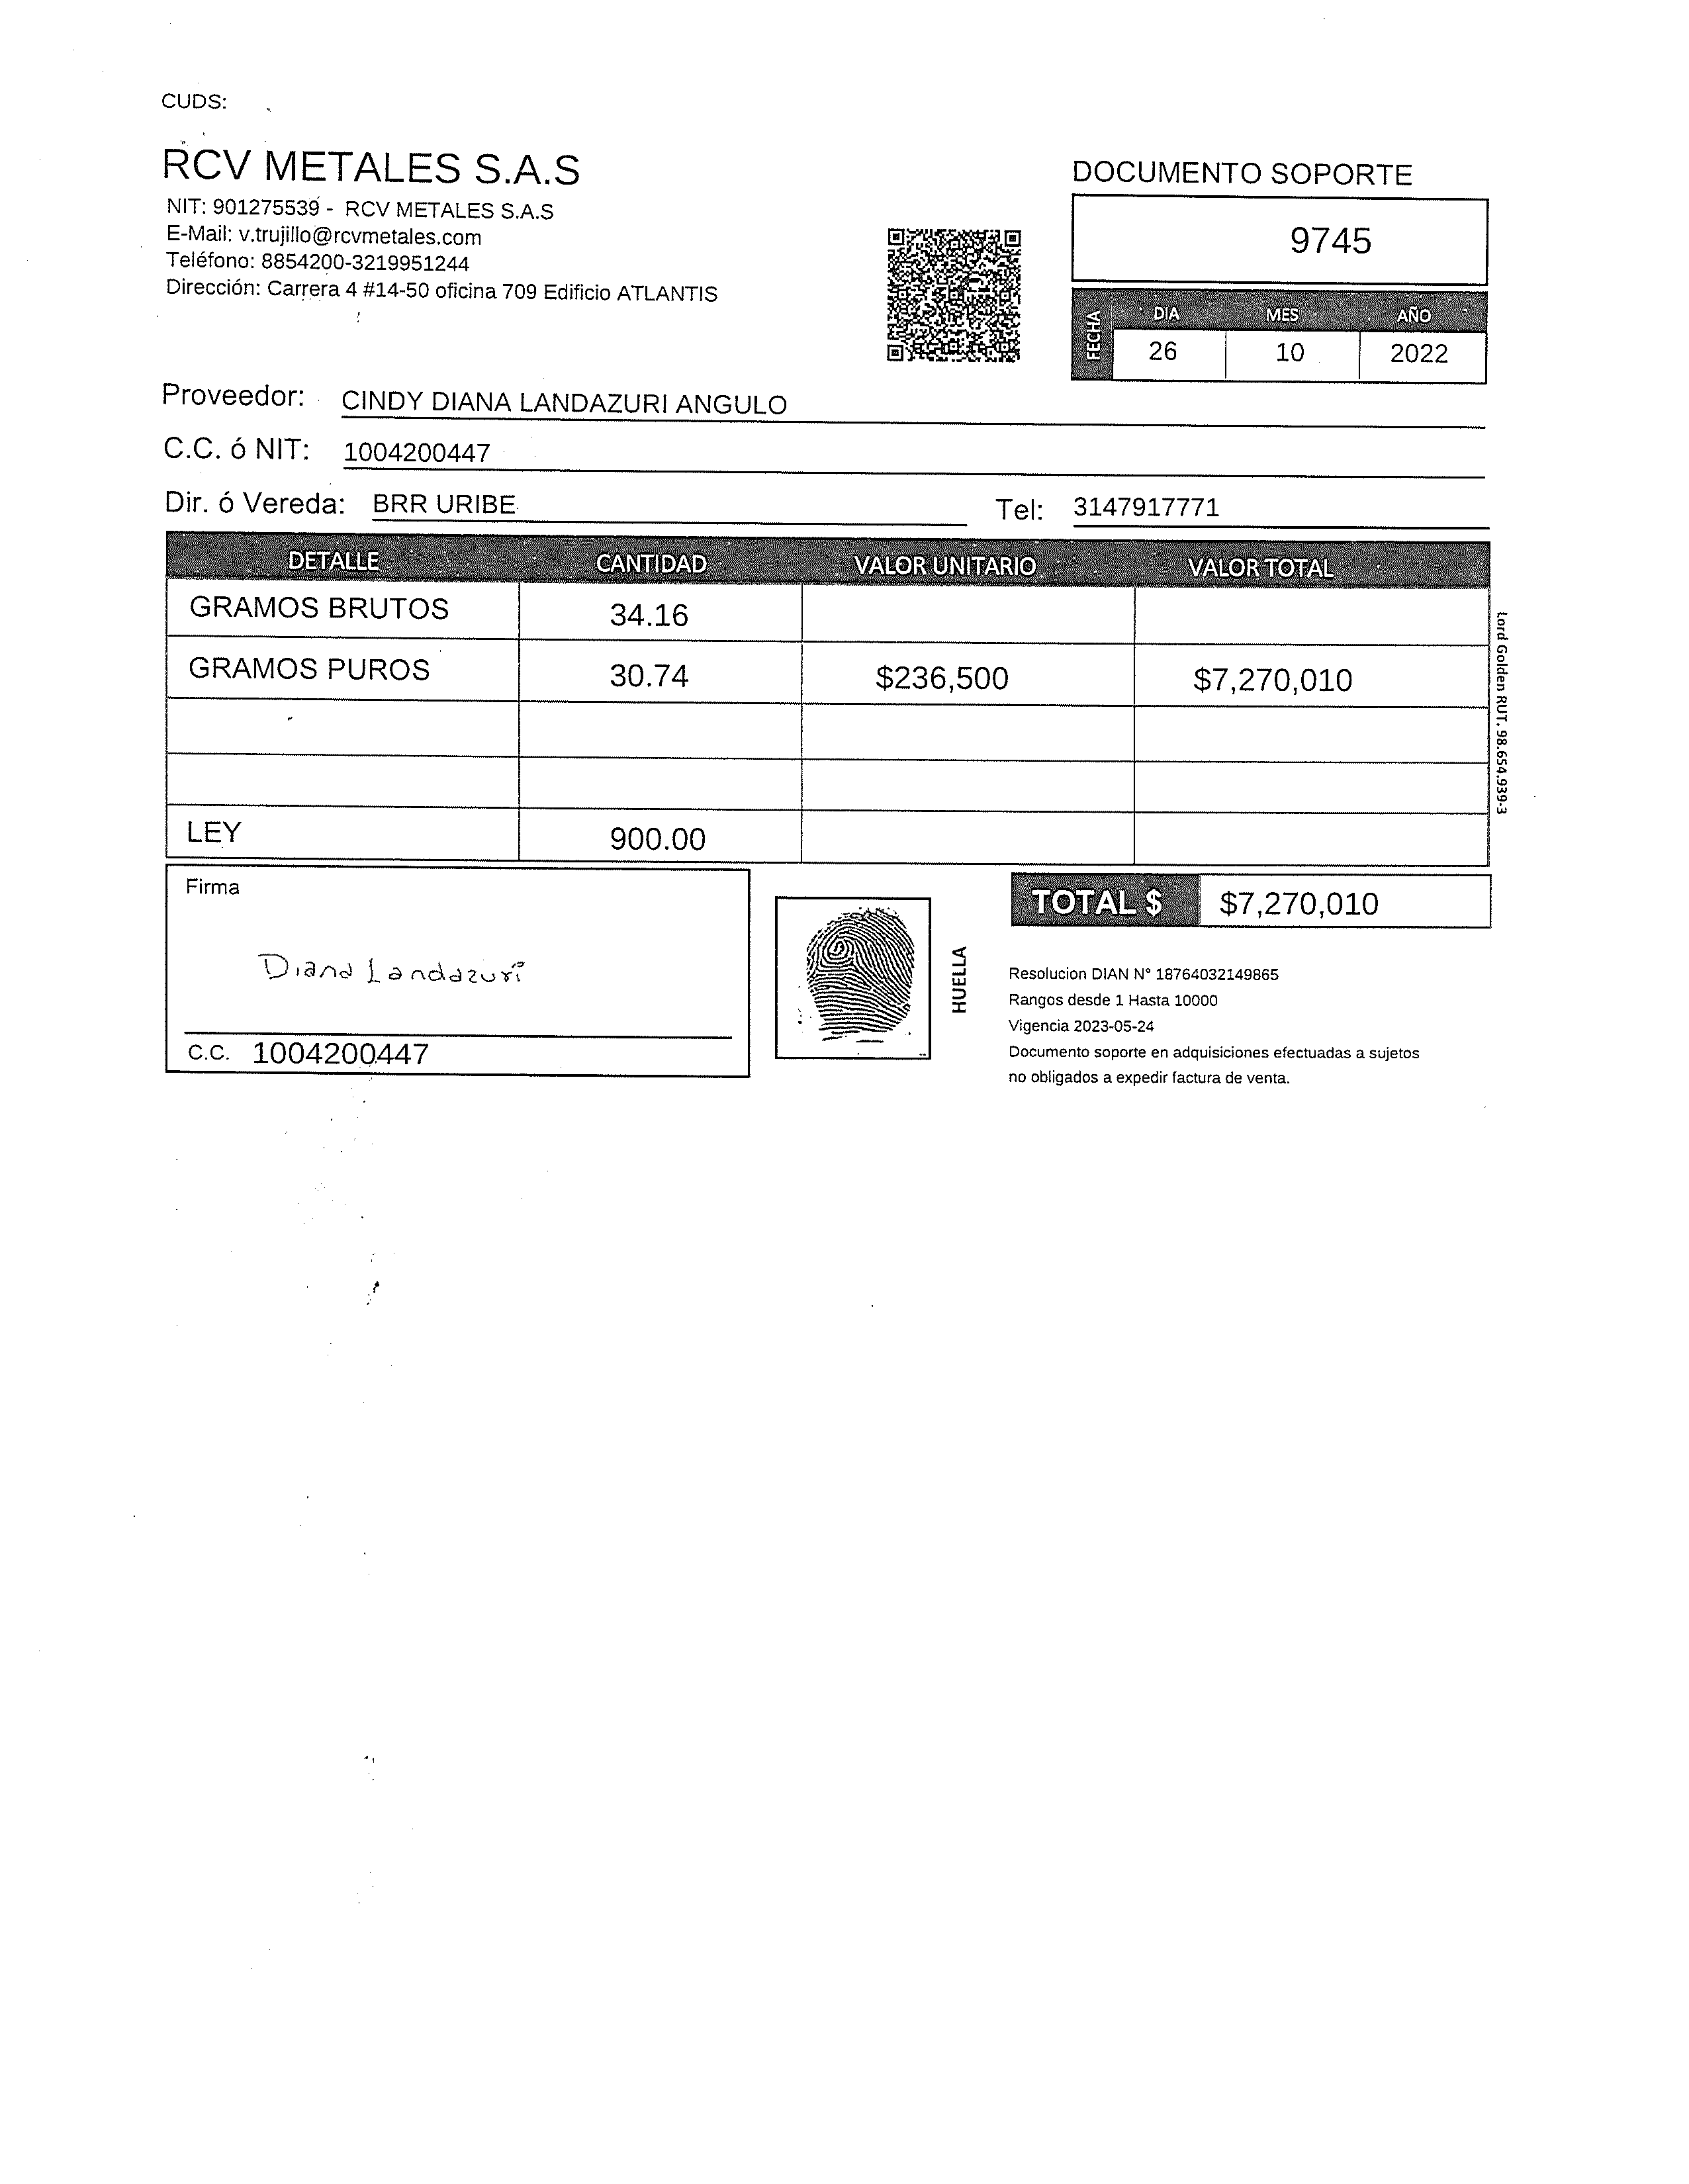 CUDS:
RCV METALES S.A.S
NIT: 901275539 - RCV METALES S.A.S
E-Mail: v.trujillo@rcvmetales.com
Teléfono: 8854200-3219951244
Dirección: Carrera 4 #14-50 oficina 709 Edificio ATLANTIS
DOCUMENTO SOPORTE
9745
FECHA
DIA MES AÑO
26 10 2022
Proveedor: CINDY DIANA LANDAZURI ANGULO
C.C. ó NIT: 1004200447
Dir. ó Vereda: BRR URIBE Tel: 3147917771
DETALLE CANTIDAD VALOR UNITARIO VALOR TOTAL
GRAMOS BRUTOS 34.16
GRAMOS PUROS 30.74 $236,500 $7,270,010
LEY 900.00
Lord Golden RUT. 98.654.939-3
Firma
Diana Landazuri
C.C. 1004200447
HUELLA
TOTAL $ $7,270,010
Resolucion DIAN N° 18764032149865
Rangos desde 1 Hasta 10000
Vigencia 2023-05-24
Documento soporte en adquisiciones efectuadas a sujetos
no obligados a expedir factura de venta.